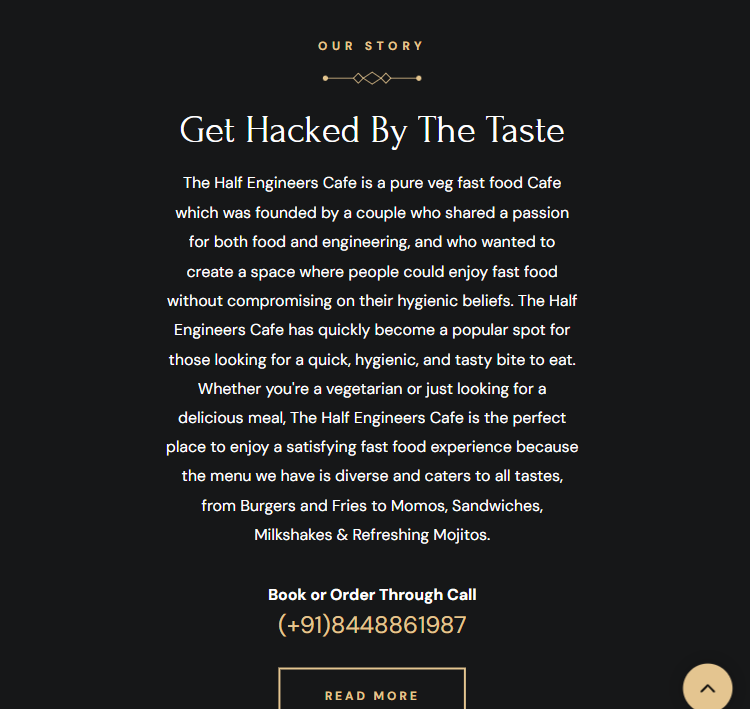 OUR STORY
Get Hacked By The Taste
The Half Engineers Cafe is a pure veg fast food Cafe
which was founded by a couple who shared a passion
for both food and engineering, and who wanted to
create a space where people could enjoy fast food
without compromising on their hygienic beliefs. The Half
Engineers Cafe has quickly become a popular spot for
those looking for a quick, hygienic, and tasty bite to eat.
Whether you're a vegetarian or just looking for a
delicious meal, The Half Engineers Cafe is the perfect
place to enjoy a satisfying fast food experience because
the menu we have is diverse and caters to all tastes,
from Burgers and Fries to Momos, Sandwiches,
Milkshakes & Refreshing Mojitos.
Book or Order Through Call
(+91)8448861987
READ MORE